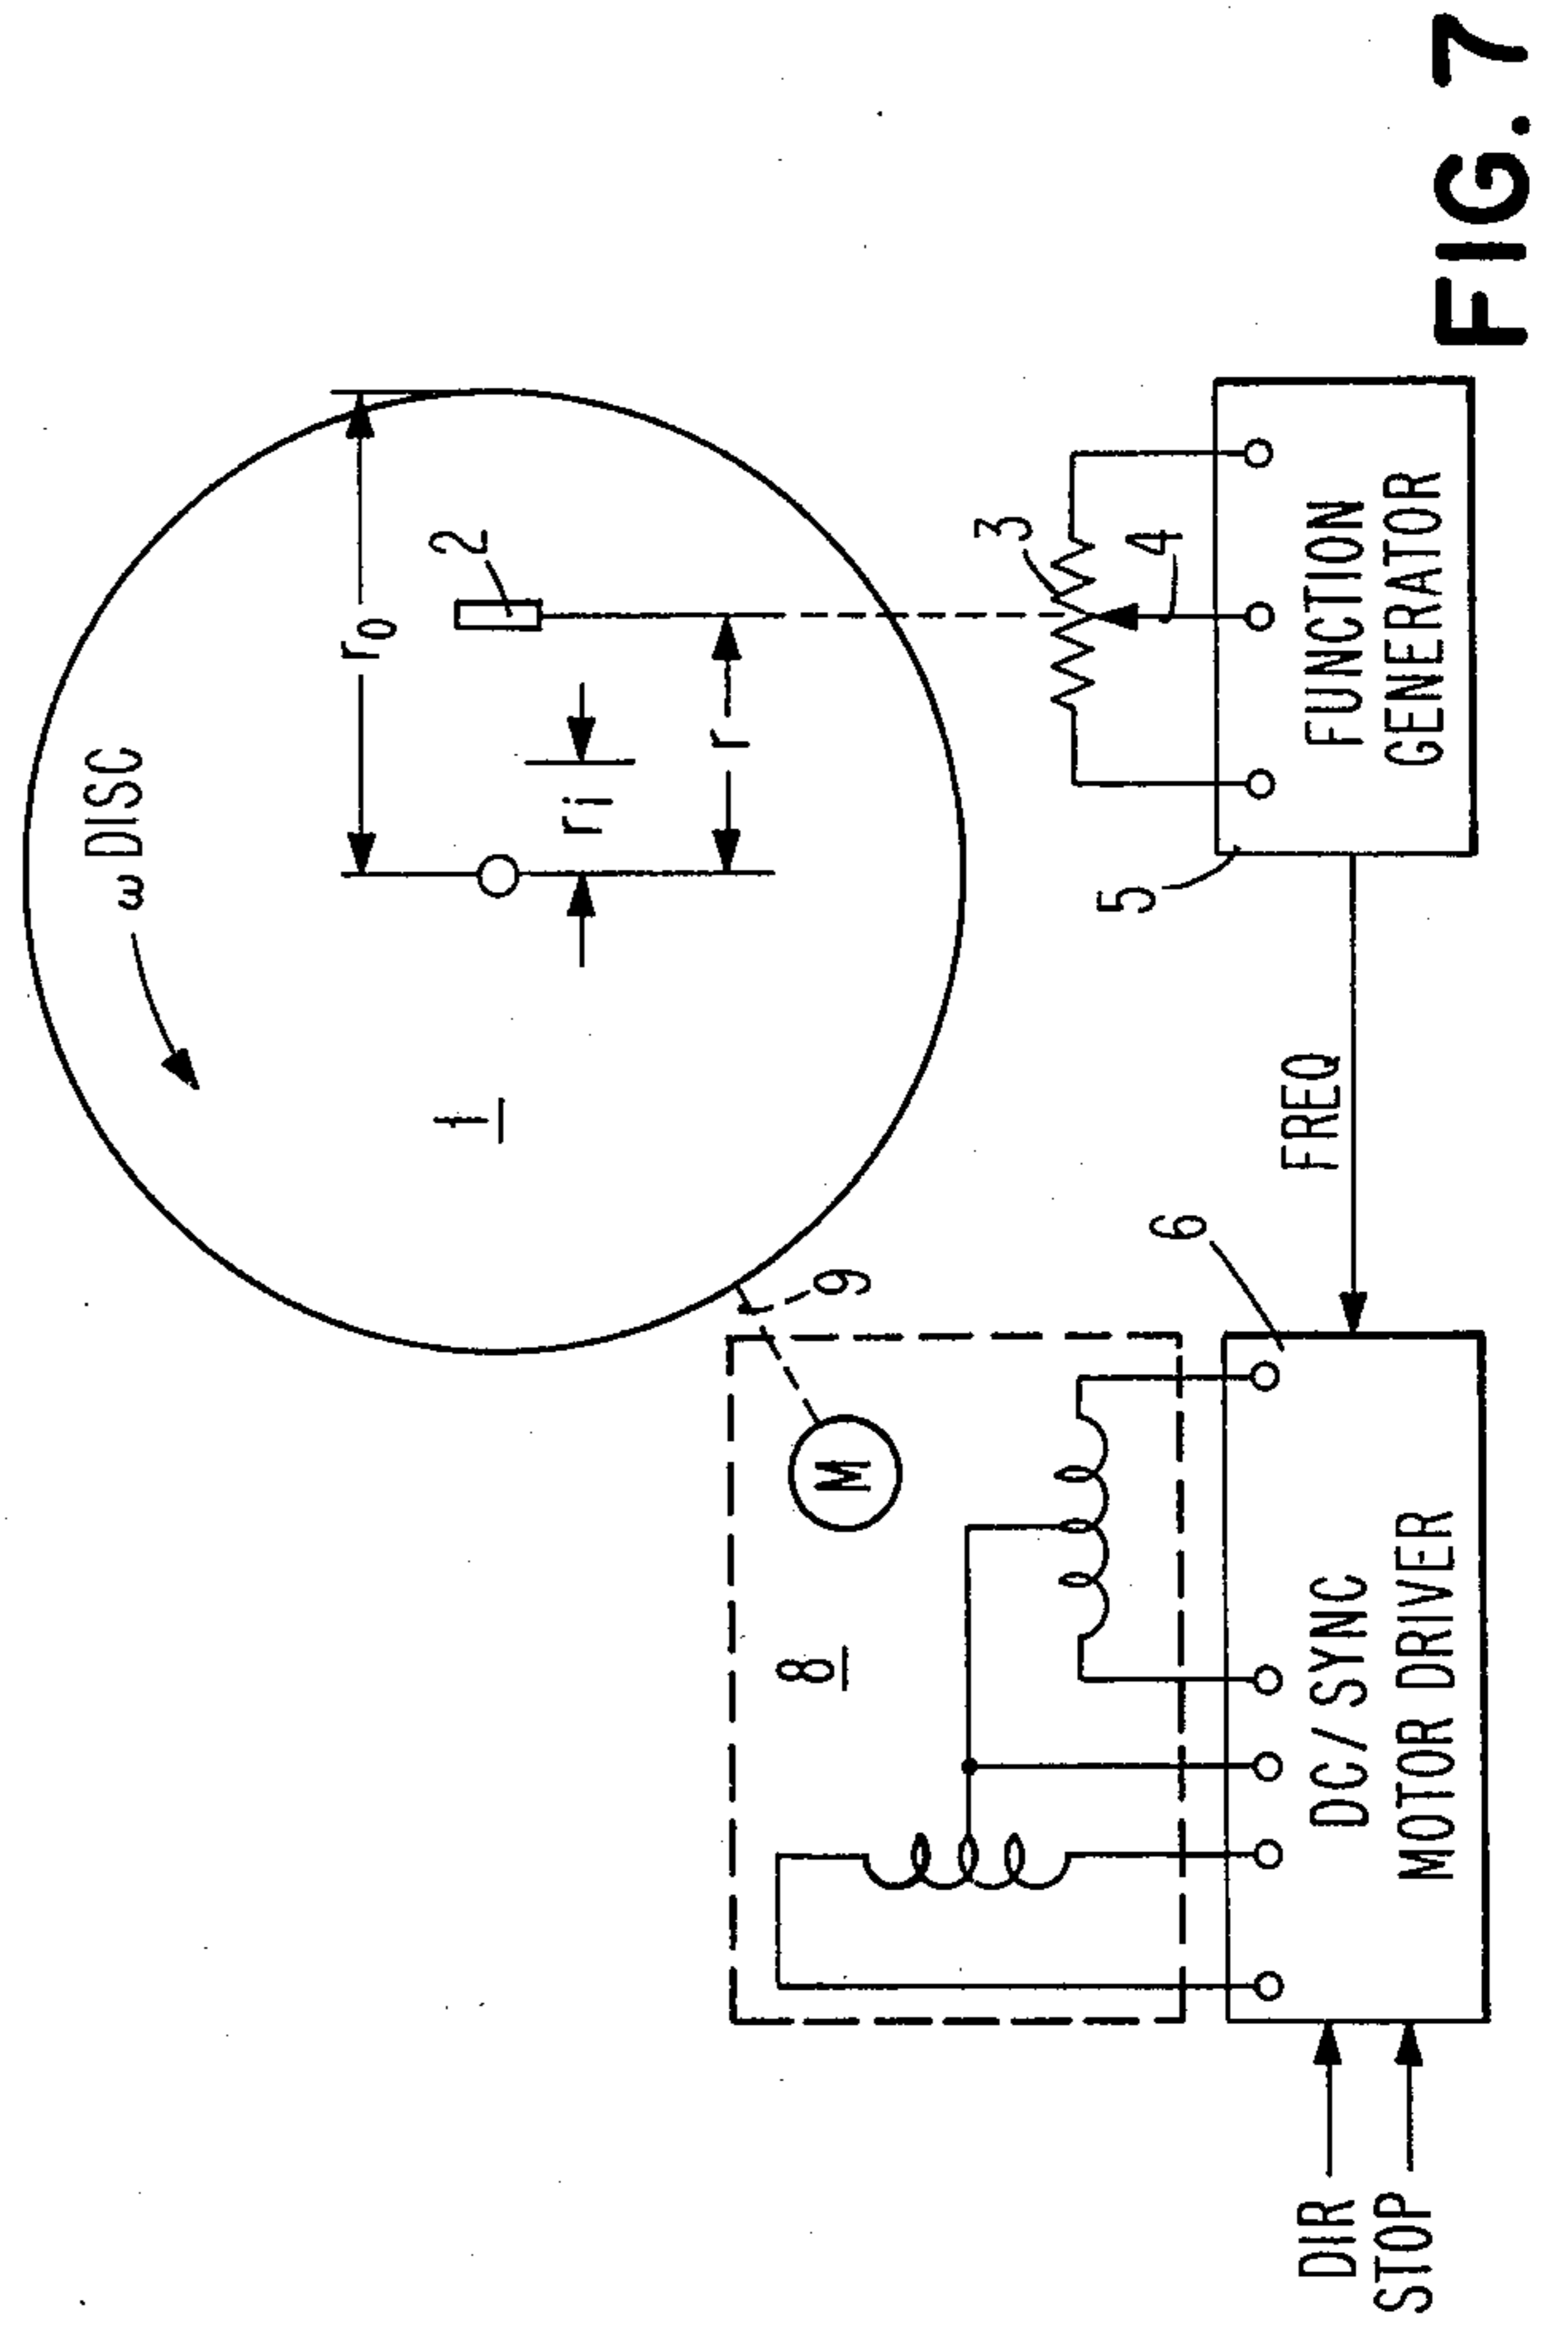 ω DISC
r0
2
ri
r
1
3
4
5
FUNCTION
GENERATOR
FREQ
9
M
8
6
DC/SYNC
MOTOR DRIVER
DIR
STOP
FIG. 7